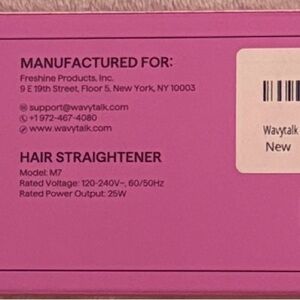 MANUFACTURED FOR:
Freshine Products, Inc.
9 E 19th Street, Floor 5, New York, NY 10003
support@wavytalk.com
+1 972-467-4080
www.wavytalk.com
HAIR STRAIGHTENER
Model: M7
Rated Voltage: 120-240V~, 60/50Hz
Rated Power Output: 25W
Wavytalk
New